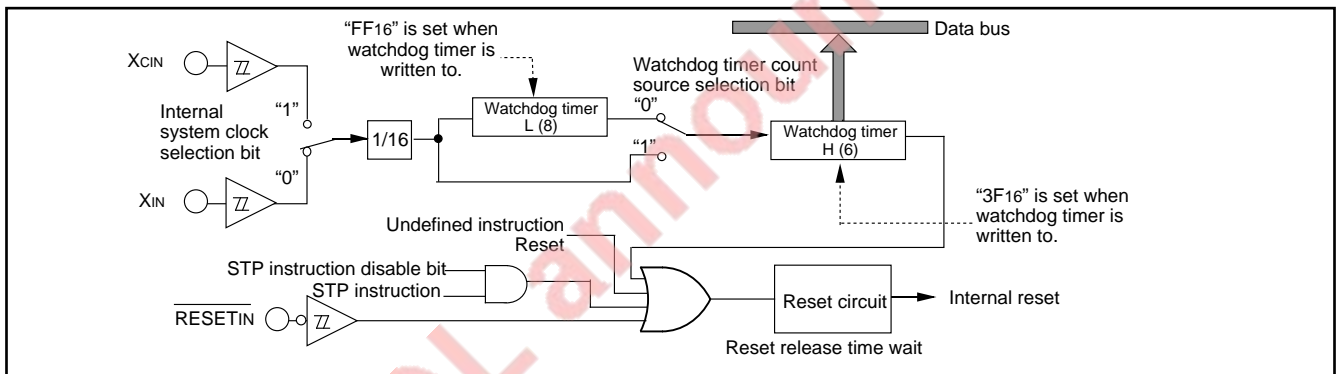 XCIN
Internal
system clock
selection bit
"1"
"0"
XIN
1/16
"FF16" is set when
watchdog timer is
written to.
Watchdog timer
L (8)
Watchdog timer count
source selection bit
"0"
"1"
Data bus
Watchdog timer
H (6)
"3F16" is set when
watchdog timer is
written to.
Undefined instruction
Reset
STP instruction disable bit
STP instruction
RESETIN
Reset circuit
Internal reset
Reset release time wait
OL announ